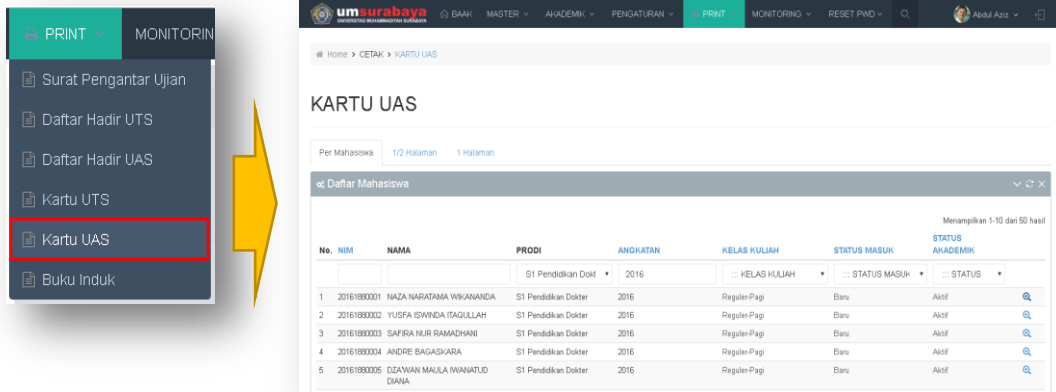 PRINT
MONITORIN
Surat Pengantar Ujian
Daftar Hadir UTS
Daftar Hadir UAS
Kartu UTS
Kartu UAS
Buku Induk
umsurabaya
UNIVERSITAS MUHAMMADIYAH SURABAYA
BAAK MASTER AKADEMIK PENGATURAN PRINT MONITORING RESET PWD Abdul Aziz
Home > CETAK > KARTU UAS
KARTU UAS
Per Mahasiswa 1/2 Halaman 1 Halaman
Daftar Mahasiswa
Menampilkan 1-10 dari 50 hasil
No. NIM NAMA PRODI ANGKATAN KELAS KULIAH STATUS MASUK STATUS AKADEMIK
S1 Pendidikan Dokt 2016 ::: KELAS KULIAH ::: STATUS MASUK ::: STATUS
1 20161880001 NAZA NARATAMA WIKANANDA S1 Pendidikan Dokter 2016 Reguler-Pagi Baru Aktif
2 20161880002 YUSFA ISWINDA ITAQULLAH S1 Pendidikan Dokter 2016 Reguler-Pagi Baru Aktif
3 20161880003 SAFIRA NUR RAMADHANI S1 Pendidikan Dokter 2016 Reguler-Pagi Baru Aktif
4 20161880004 ANDRE BAGASKARA S1 Pendidikan Dokter 2016 Reguler-Pagi Baru Aktif
5 20161880005 DZA'WAN MAULA IWANATUD DIANA S1 Pendidikan Dokter 2016 Reguler-Pagi Baru Aktif